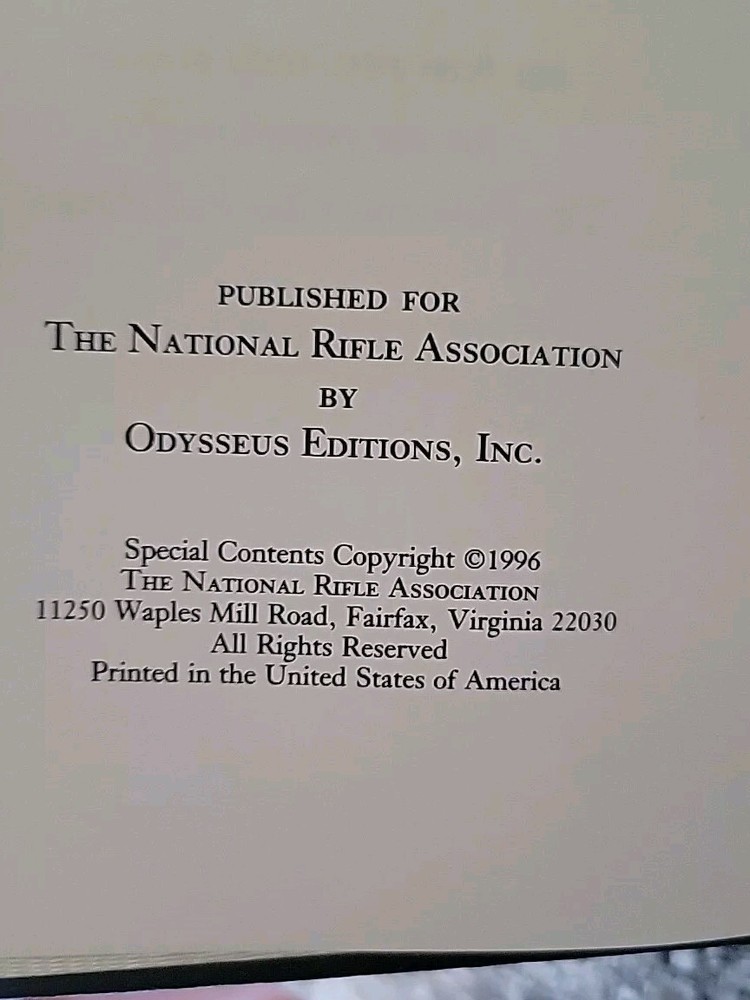 PUBLISHED FOR
THE NATIONAL RIFLE ASSOCIATION
BY
ODYSSEUS EDITIONS, INC.
Special Contents Copyright ©1996
THE NATIONAL RIFLE ASSOCIATION
11250 Waples Mill Road, Fairfax, Virginia 22030
All Rights Reserved
Printed in the United States of America